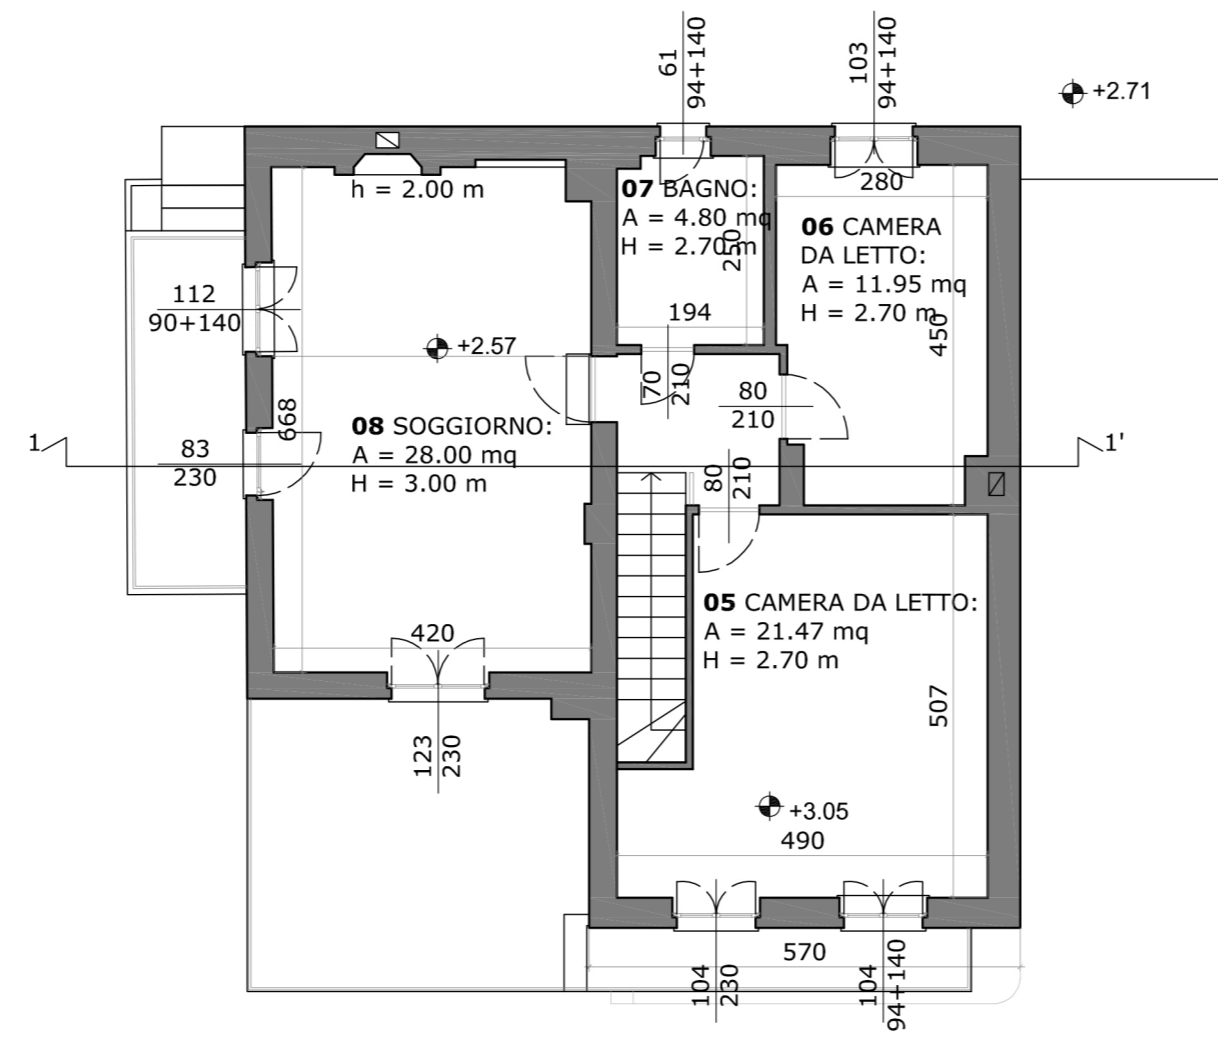 61
94+140
103
94+140
+2.71
h = 2.00 m
07 BAGNO:
A = 4.80 mq
H = 2.70 m
250
194
280
06 CAMERA
DA LETTO:
A = 11.95 mq
H = 2.70 m
450
112
90+140
+2.57
668
70
210
80
210
08 SOGGIORNO:
A = 28.00 mq
H = 3.00 m
1
83
230
80
210
1'
05 CAMERA DA LETTO:
A = 21.47 mq
H = 2.70 m
420
123
230
507
+3.05
490
570
104
230
104
94+140